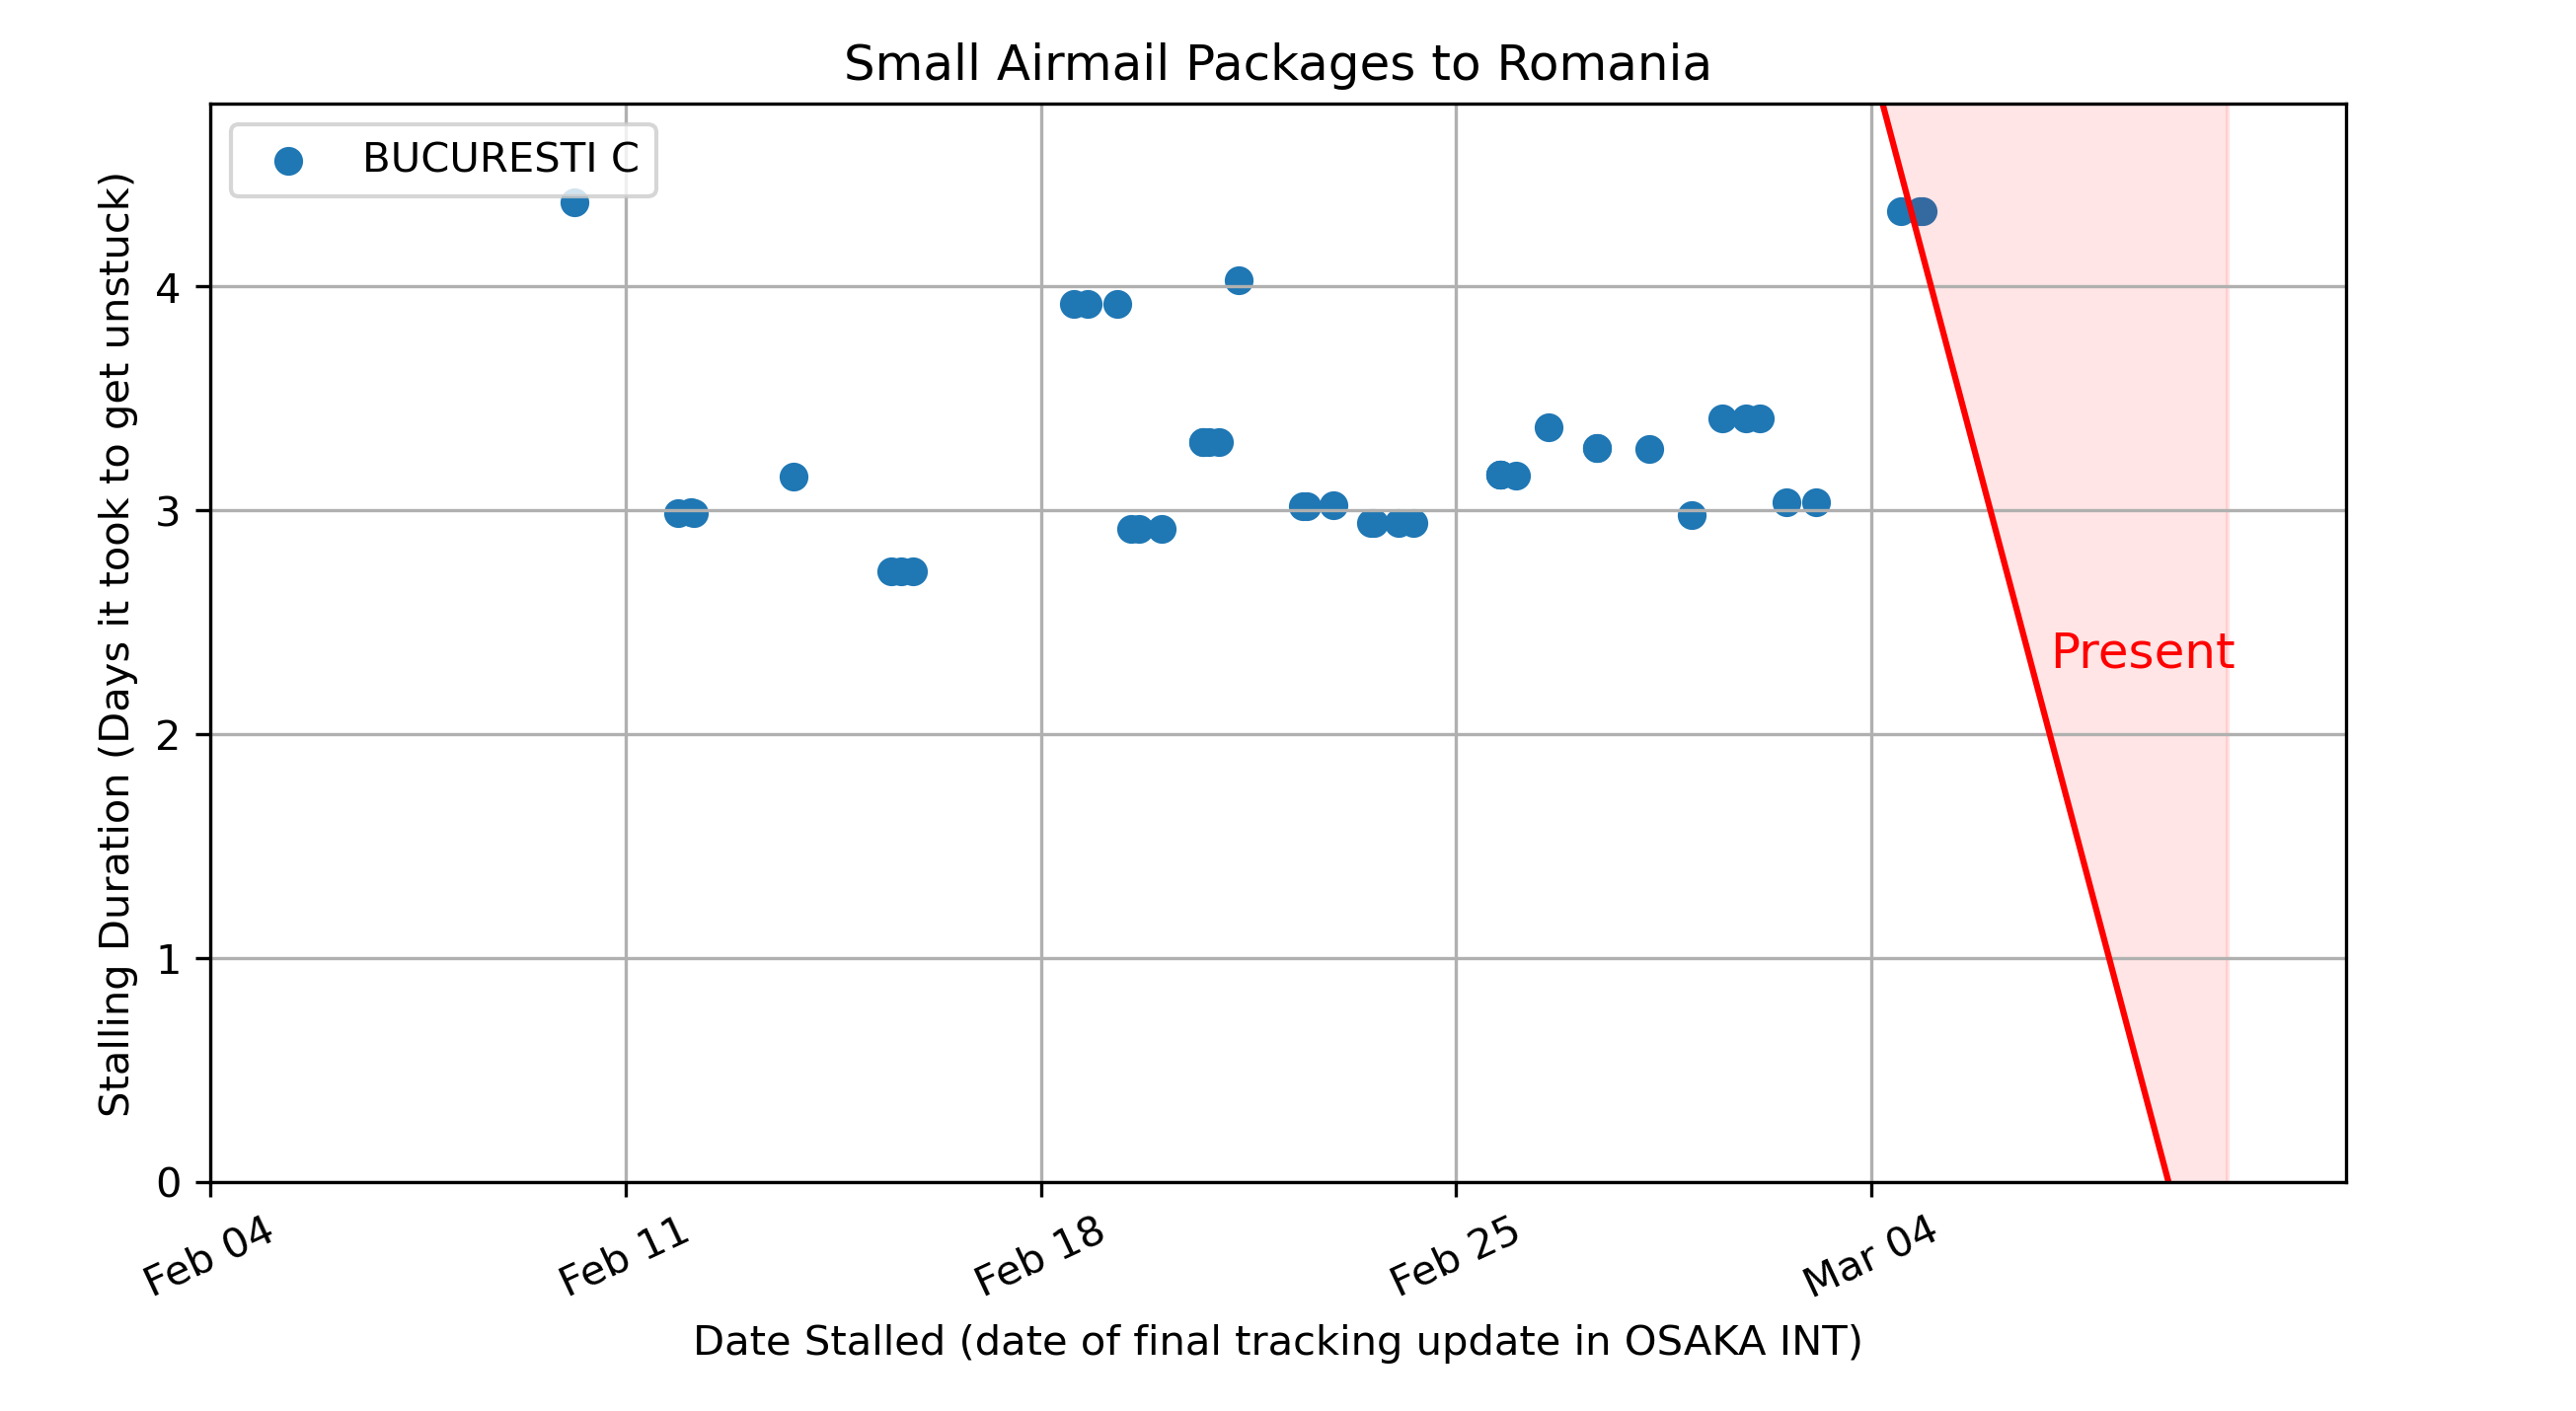 Small Airmail Packages to Romania
BUCURESTI C
Stalling Duration (Days it took to get unstuck)
4
3
2
1
0
Present
Feb 04
Feb 11
Feb 18
Feb 25
Mar 04
Date Stalled (date of final tracking update in OSAKA INT)